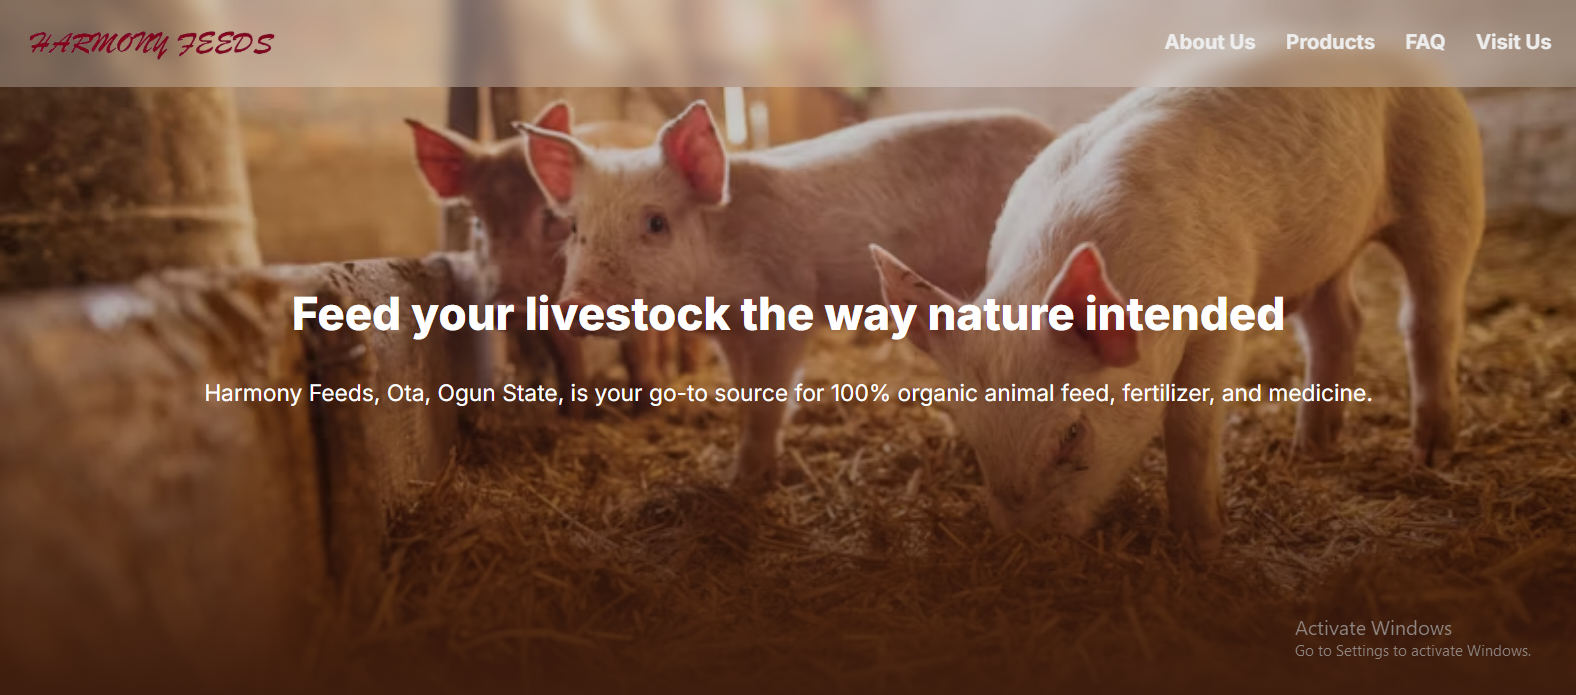 HARMONY FEEDS
About Us Products FAQ Visit Us
Feed your livestock the way nature intended
Harmony Feeds, Ota, Ogun State, is your go-to source for 100% organic animal feed, fertilizer, and medicine.
Activate Windows
Go to Settings to activate Windows.